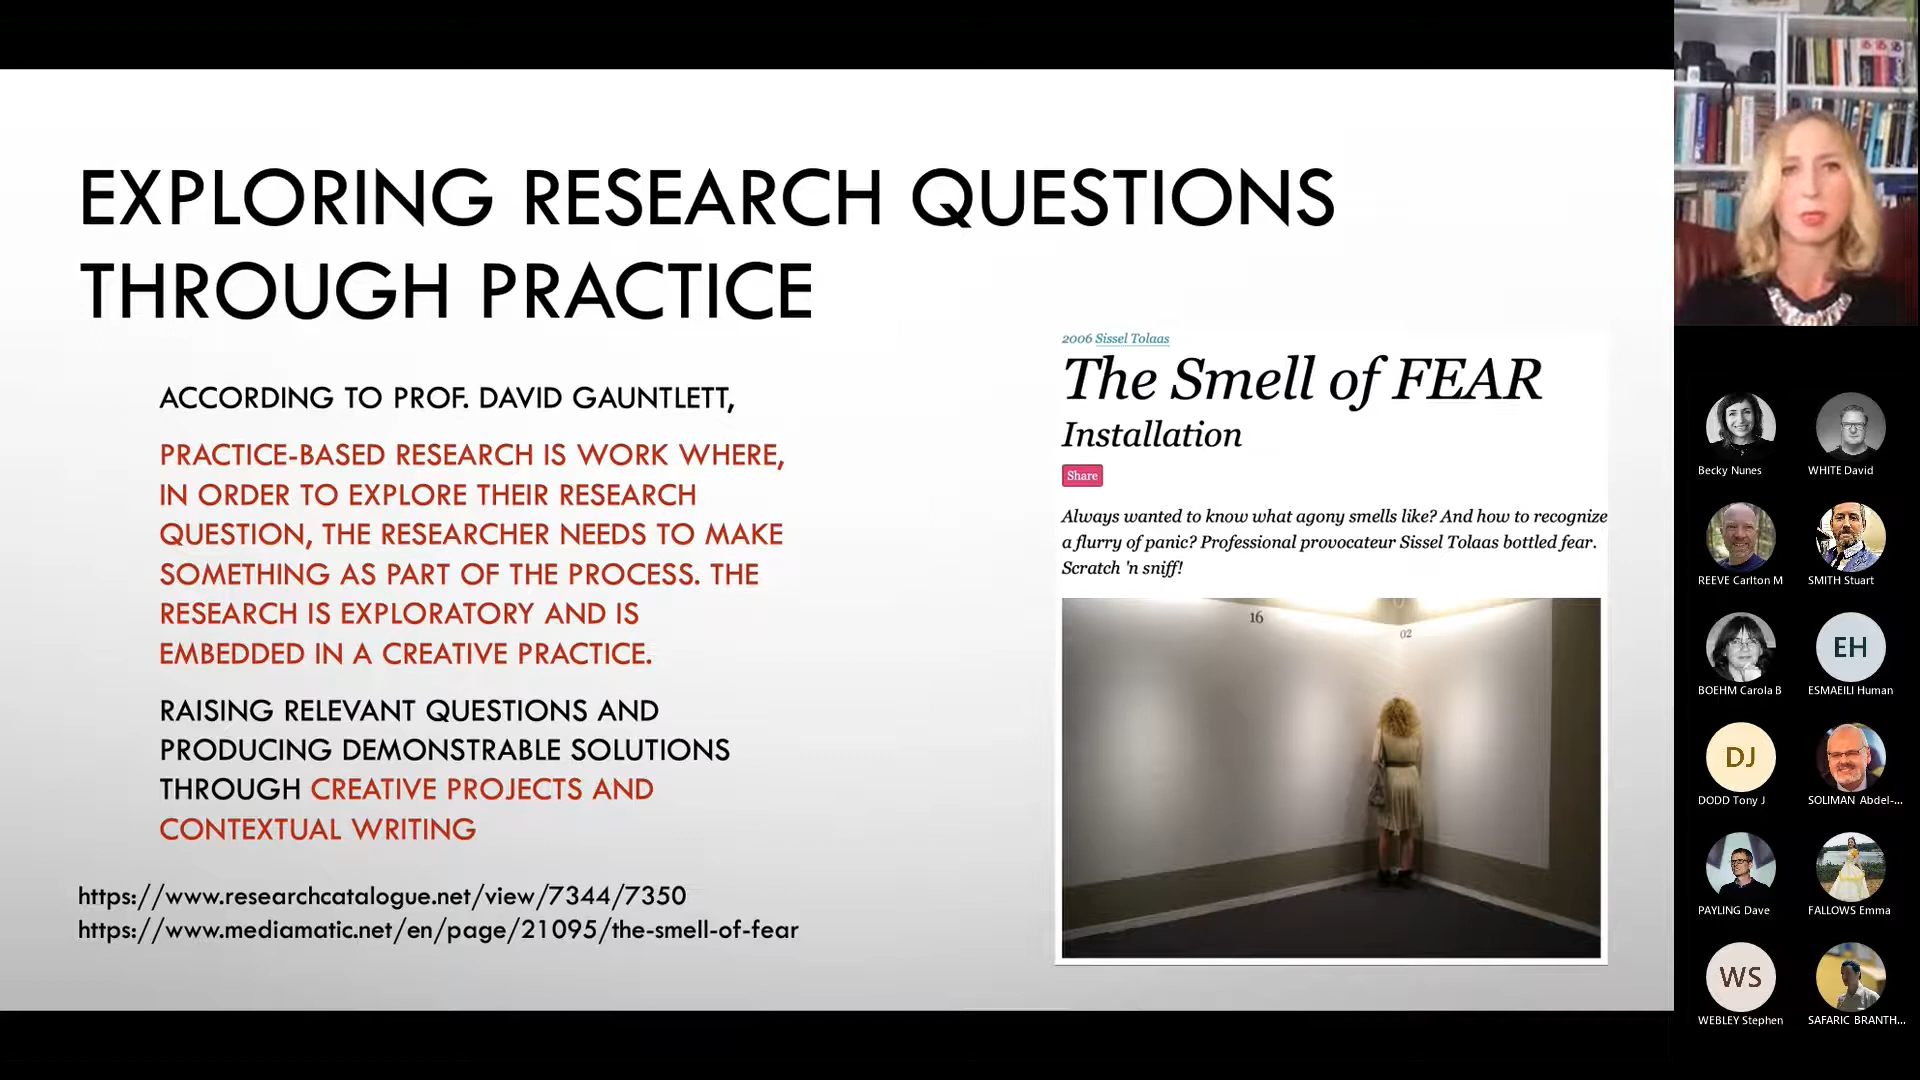 EXPLORING RESEARCH QUESTIONS
THROUGH PRACTICE
ACCORDING TO PROF. DAVID GAUNTLETT,
PRACTICE-BASED RESEARCH IS WORK WHERE,
IN ORDER TO EXPLORE THEIR RESEARCH
QUESTION, THE RESEARCHER NEEDS TO MAKE
SOMETHING AS PART OF THE PROCESS. THE
RESEARCH IS EXPLORATORY AND IS
EMBEDDED IN A CREATIVE PRACTICE.
RAISING RELEVANT QUESTIONS AND
PRODUCING DEMONSTRABLE SOLUTIONS
THROUGH CREATIVE PROJECTS AND
CONTEXTUAL WRITING
https://www.researchcatalogue.net/view/7344/7350
https://www.mediamatic.net/en/page/21095/the-smell-of-fear
2006 Sissel Tolaas
The Smell of FEAR
Installation
Share
Always wanted to know what agony smells like? And how to recognize
a flurry of panic? Professional provocateur Sissel Tolaas bottled fear.
Scratch 'n sniff!
16
02
Becky Nunes
WHITE David
REEVE Carlton M
SMITH Stuart
BOEHM Carola B
EH
ESMAEILI Human
DJ
DODD Tony J
SOLIMAN Abdel-...
PAYLING Dave
FALLOWS Emma
WS
WEBLEY Stephen
SAFARIC BRANTH...